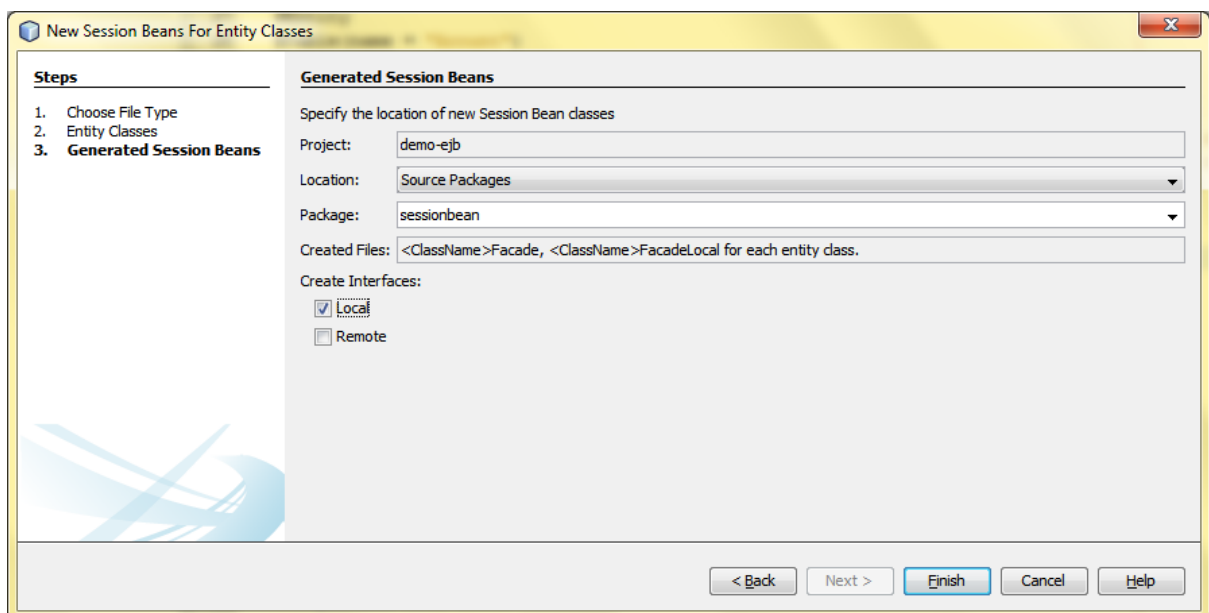 New Session Beans For Entity Classes
Steps
1. Choose File Type
2. Entity Classes
3. Generated Session Beans
Generated Session Beans
Specify the location of new Session Bean classes
Project: demo-ejb
Location: Source Packages
Package: sessionbean
Created Files: <ClassName>Facade, <ClassName>FacadeLocal for each entity class.
Create Interfaces:
Local
Remote
< Back Next > Finish Cancel Help